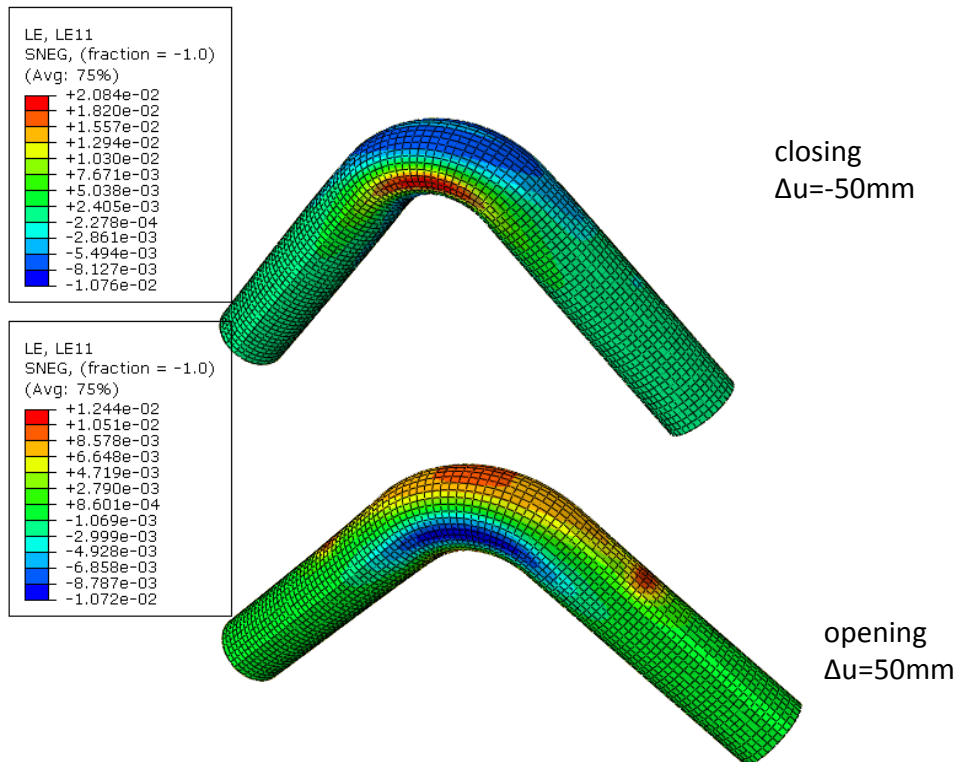 LE, LE11
SNEG, (fraction = -1.0)
(Avg: 75%)
+2.084e-02
+1.820e-02
+1.557e-02
+1.294e-02
+1.030e-02
+7.671e-03
+5.038e-03
+2.405e-03
-2.278e-04
-2.861e-03
-5.494e-03
-8.127e-03
-1.076e-02
closing
Δu=-50mm
LE, LE11
SNEG, (fraction = -1.0)
(Avg: 75%)
+1.244e-02
+1.051e-02
+8.578e-03
+6.648e-03
+4.719e-03
+2.790e-03
+8.601e-04
-1.069e-03
-2.999e-03
-4.928e-03
-6.858e-03
-8.787e-03
-1.072e-02
opening
Δu=50mm